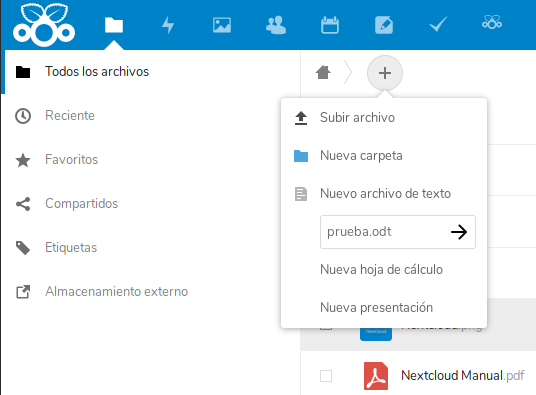 Todos los archivos
Reciente
Favoritos
Compartidos
Etiquetas
Almacenamiento externo
Subir archivo
Nueva carpeta
Nuevo archivo de texto
prueba.odt
Nueva hoja de cálculo
Nueva presentación
Nextcloud.png
Nextcloud Manual.pdf